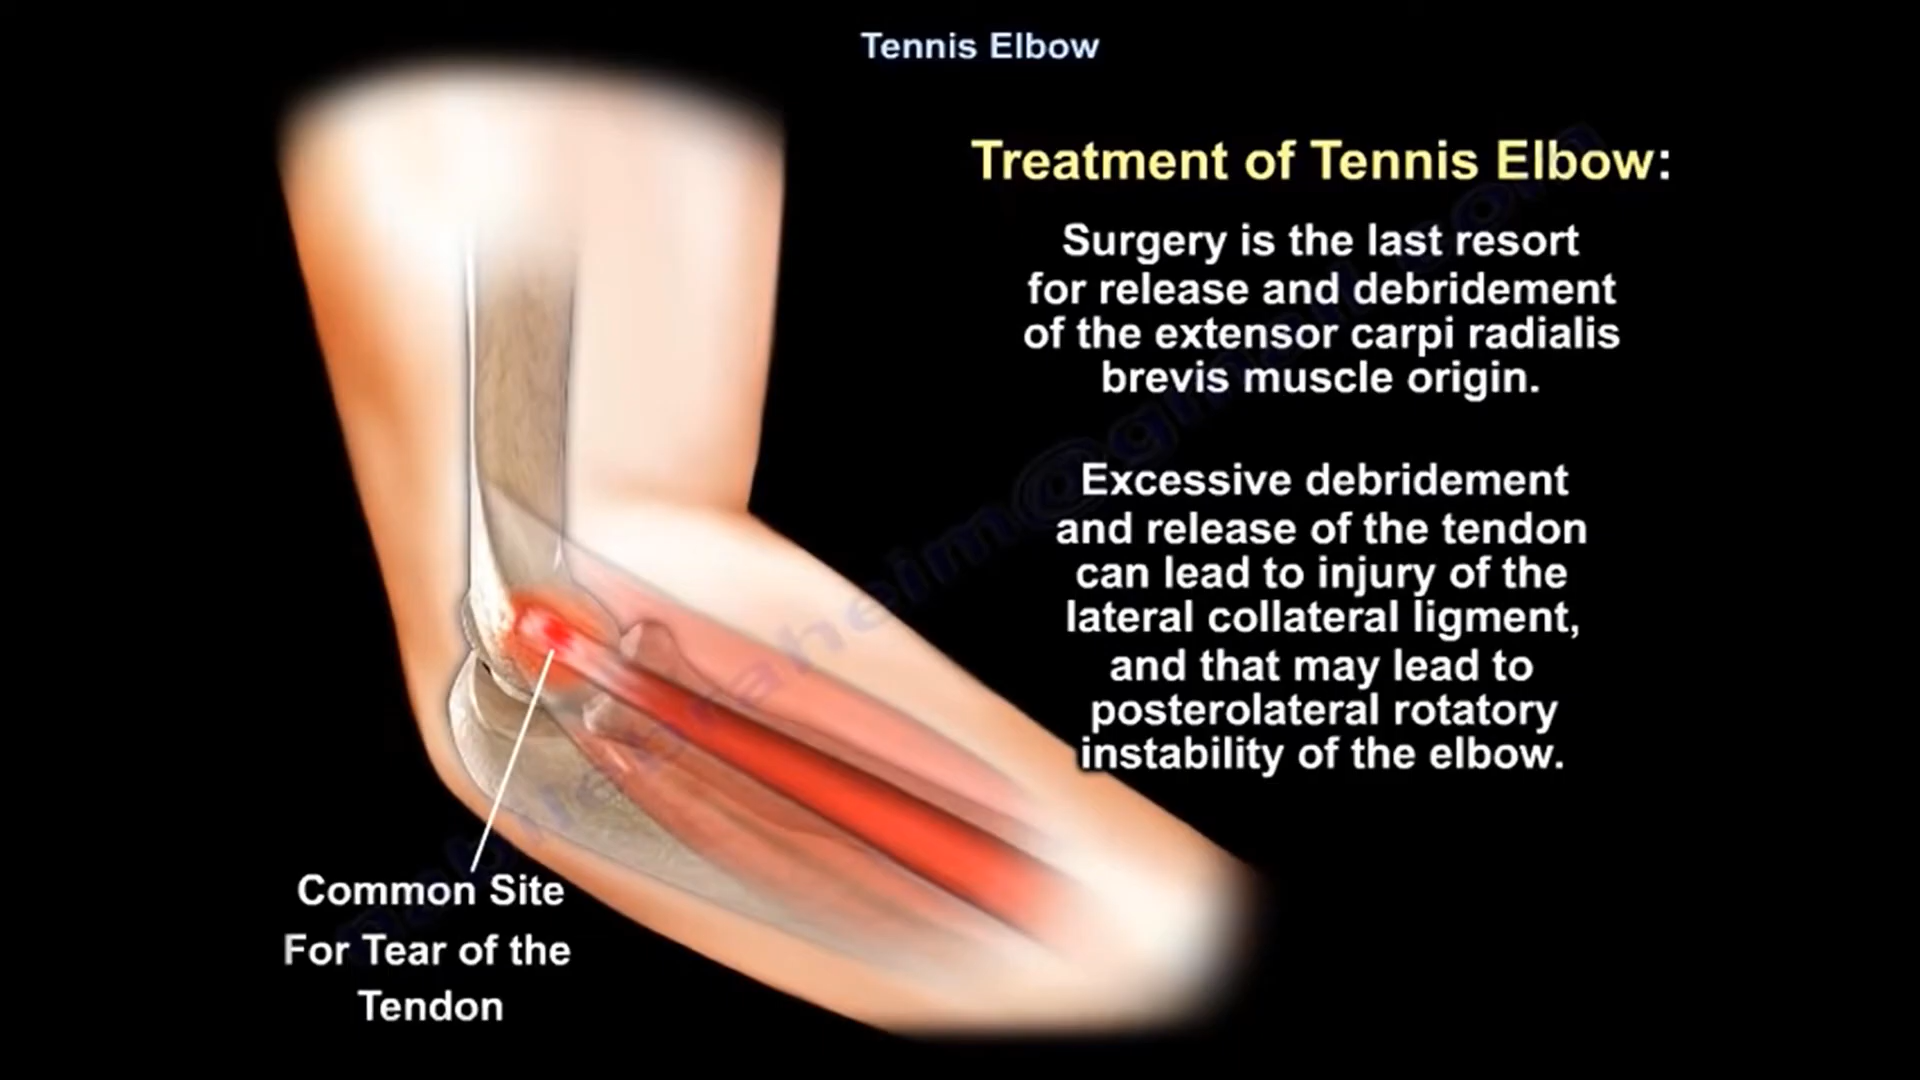 Tennis Elbow
Treatment of Tennis Elbow:
Surgery is the last resort
for release and debridement
of the extensor carpi radialis
brevis muscle origin.
Excessive debridement
and release of the tendon
can lead to injury of the
lateral collateral ligment,
and that may lead to
posterolateral rotatory
instability of the elbow.
Common Site
For Tear of the
Tendon